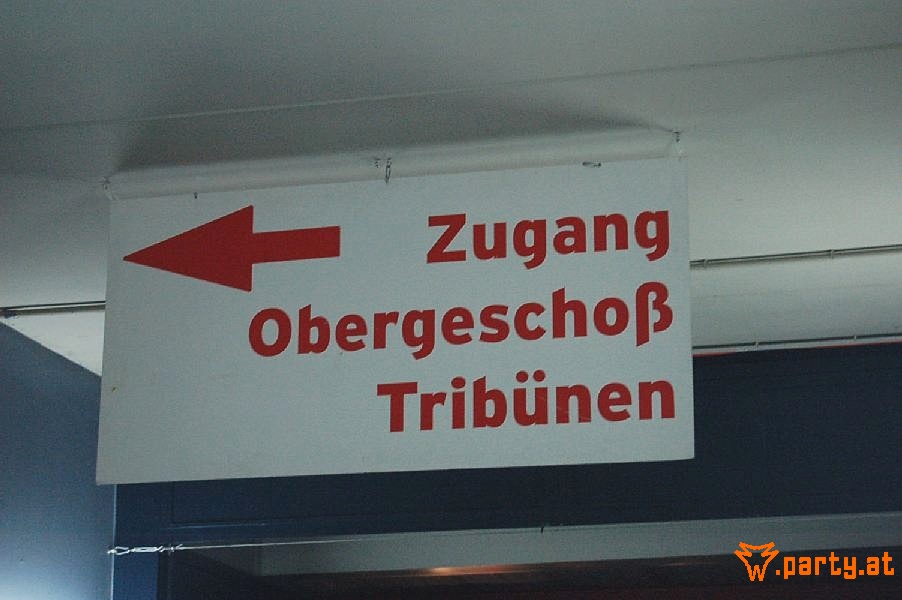 Zugang
Obergeschoß
Tribünen
W.party.at